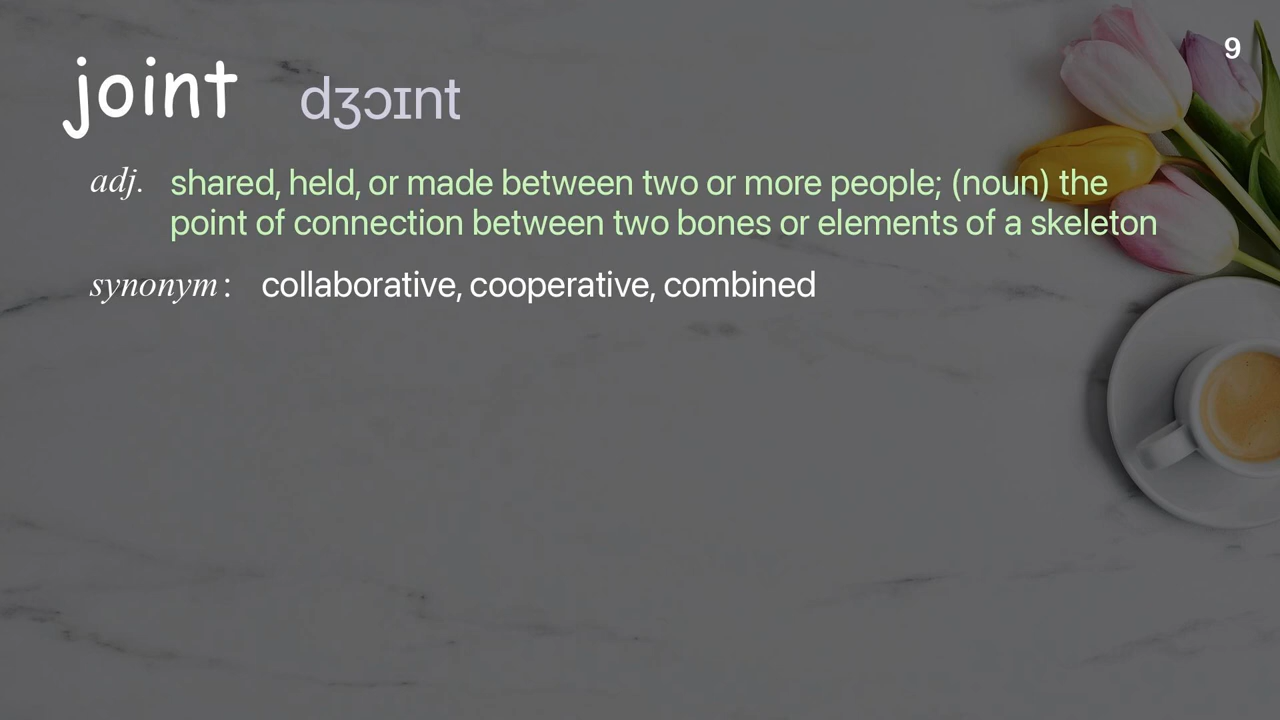 9
joint dʒɔɪnt
adj. shared, held, or made between two or more people; (noun) the
point of connection between two bones or elements of a skeleton
synonym : collaborative, cooperative, combined